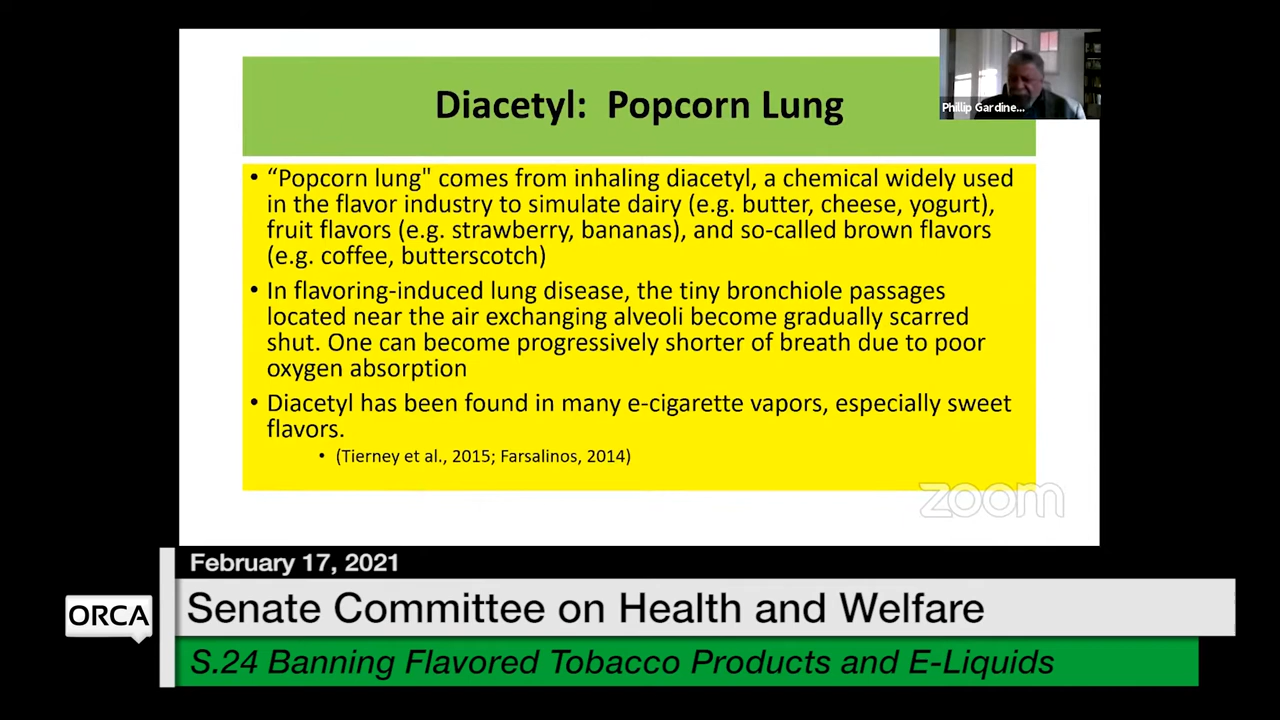 Diacetyl: Popcorn Lung
Phillip Gardine...
• “Popcorn lung" comes from inhaling diacetyl, a chemical widely used
in the flavor industry to simulate dairy (e.g. butter, cheese, yogurt),
fruit flavors (e.g. strawberry, bananas), and so-called brown flavors
(e.g. coffee, butterscotch)
• In flavoring-induced lung disease, the tiny bronchiole passages
located near the air exchanging alveoli become gradually scarred
shut. One can become progressively shorter of breath due to poor
oxygen absorption
• Diacetyl has been found in many e-cigarette vapors, especially sweet
flavors.
• (Tierney et al., 2015; Farsalinos, 2014)
zoom
February 17, 2021
ORCA
Senate Committee on Health and Welfare
S.24 Banning Flavored Tobacco Products and E-Liquids